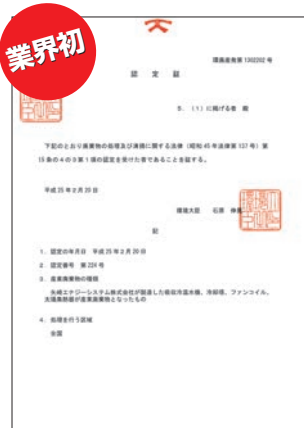 業界初
環廃産発第1302202号
認定証
5．（1）に掲げる者 殿
下記のとおり廃棄物の処理及び清掃に関する法律（昭和45年法律第137号）第
15条の4の3第1項の認定を受けた者であることを証する。
平成25年2月20日
環境大臣 石原 伸晃
記
1．認定の年月日 平成25年2月20日
2．認定番号 第224号
3．産業廃棄物の種類
矢崎エナジーシステム株式会社が製造した吸収冷温水機、冷却塔、ファンコイル、
太陽集熱器が産業廃棄物となったもの
4．処理を行う区域
全国